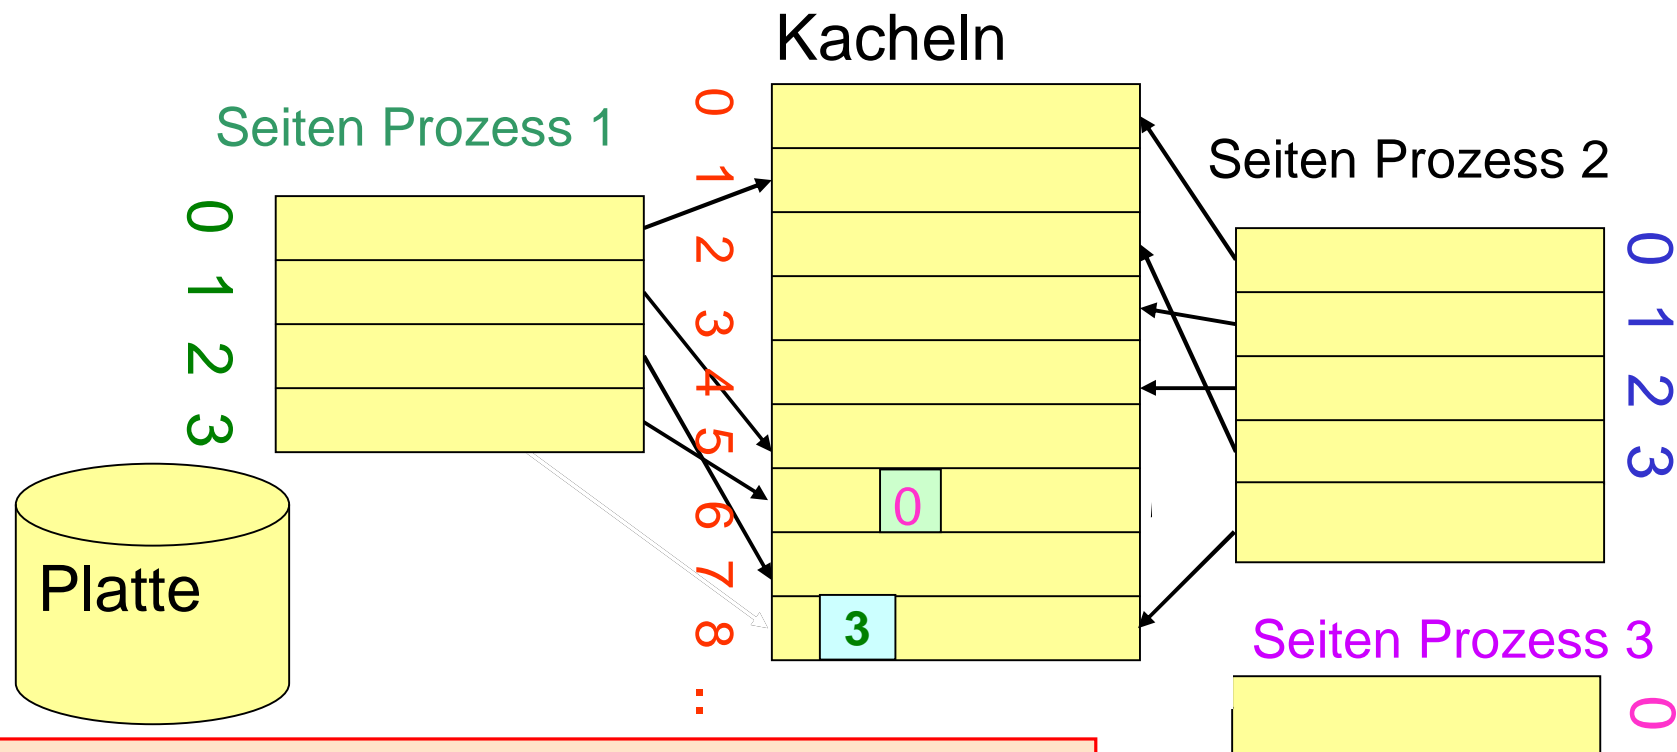 Kacheln
Seiten Prozess 1
Seiten Prozess 2
0 1 2 3
0 1 2 3 4 5 6 7 8 ..
0 1 2 3
0
3
Platte
Seiten Prozess 3
0